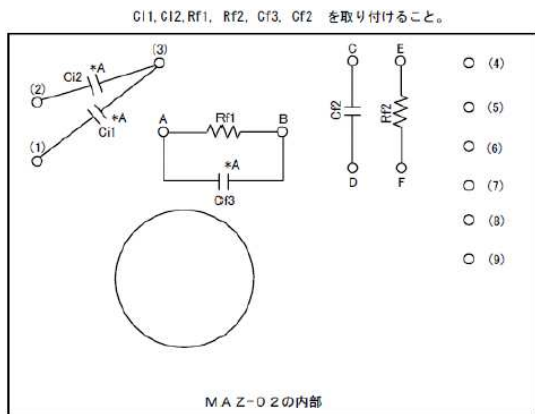 Ci1,Ci2,Rf1, Rf2, Cf3, Cf2 を取り付けること。
(3)
C
E
(4)
*A
(2)
Ci2
*A
(5)
Ci1
Cf2
Rf2
A
Rf1
B
(6)
(1)
*A
D
F
(7)
Cf3
(8)
(9)
MAZ-02の内部